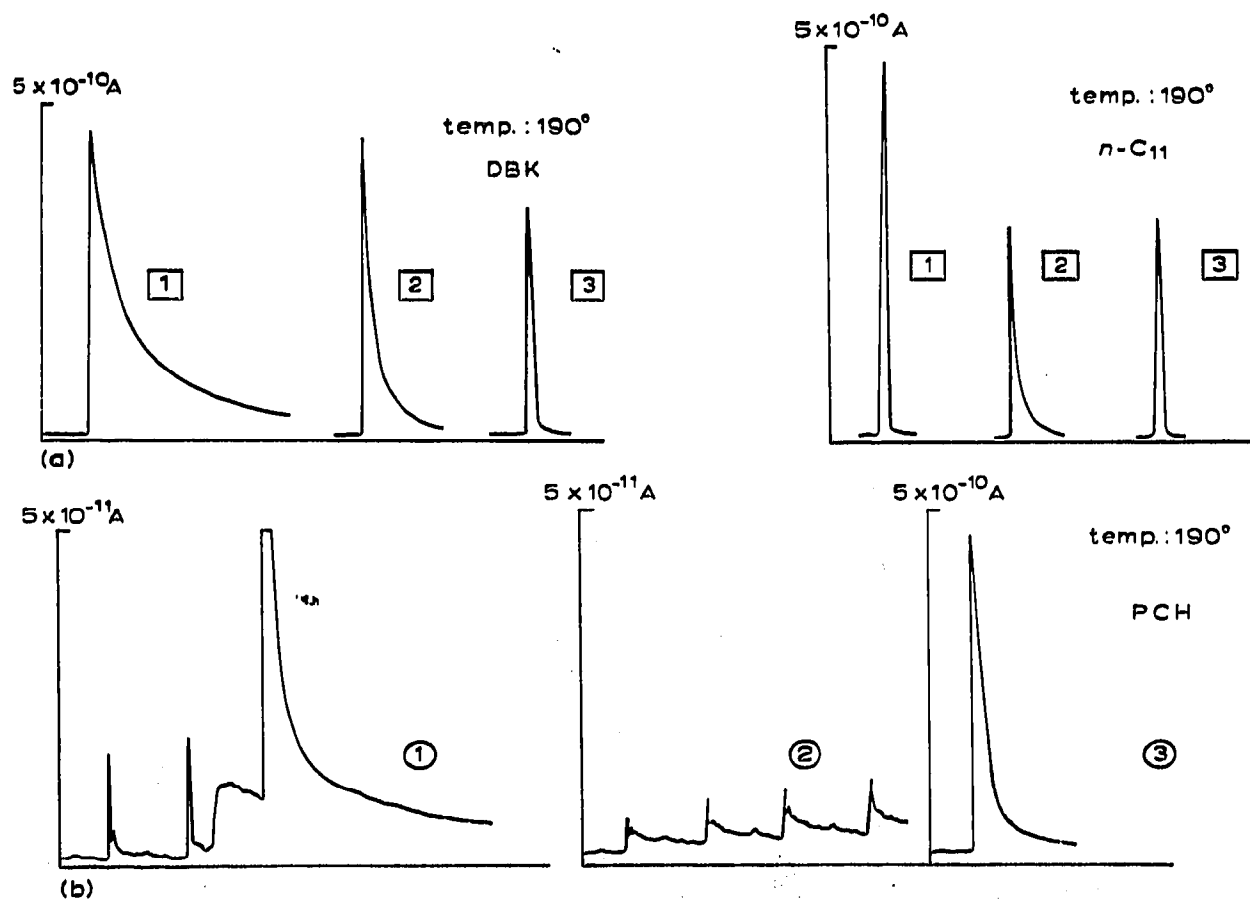 5 x 10⁻¹⁰A
temp. : 190°
DBK
1
2
3
(a)
5 x 10⁻¹⁰A
temp. : 190°
n-C₁₁
1
2
3
5 x 10⁻¹¹A
1
(b)
5 x 10⁻¹¹A
2
5 x 10⁻¹⁰A
temp. : 190°
PCH
3